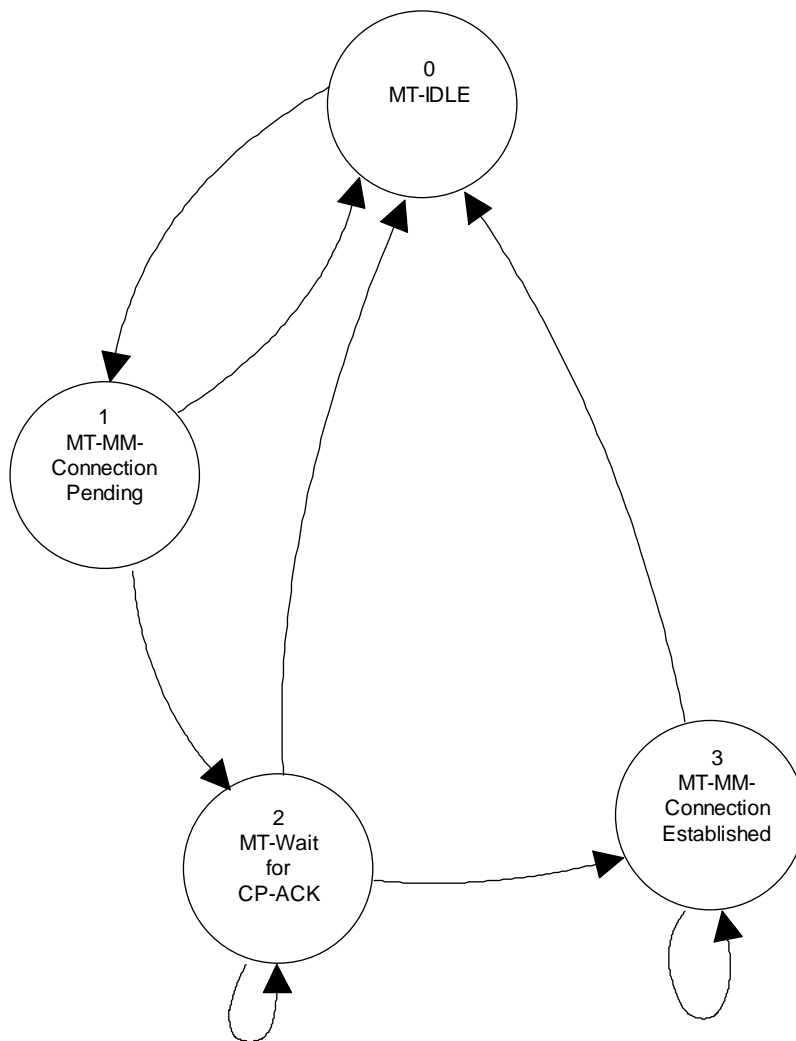 0
MT-IDLE
1
MT-MM-
Connection
Pending
2
MT-Wait
for
CP-ACK
3
MT-MM-
Connection
Established